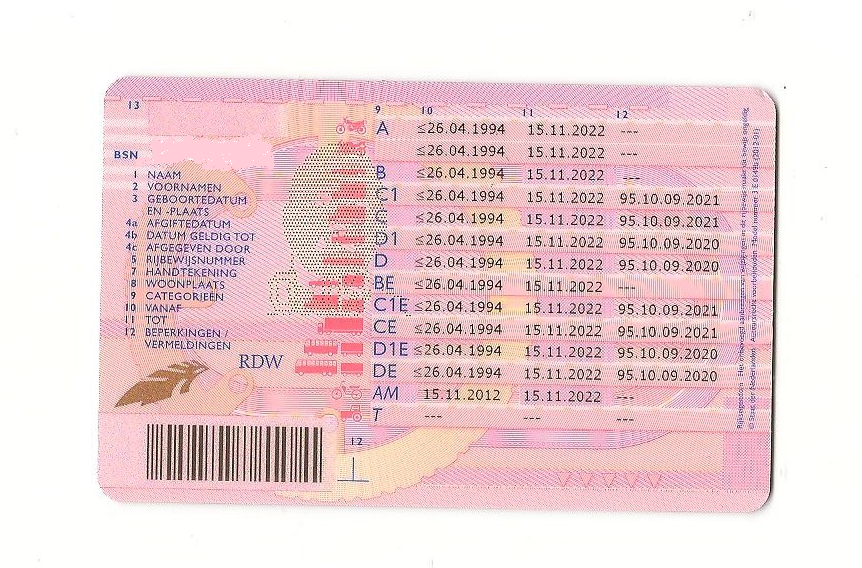 13
BSN
1 NAAM
2 VOORNAMEN
3 GEBOORTEDATUM
EN -PLAATS
4a AFGIFTEDATUM
4b DATUM GELDIG TOT
4c AFGEGEVEN DOOR
5 RIJBEWIJSNUMMER
7 HANDTEKENING
8 WOONPLAATS
9 CATEGORIEËN
10 VANAF
11 TOT
12 BEPERKINGEN /
VERMELDINGEN
RDW
9 10 11 12
A ≤26.04.1994 15.11.2022 ---
≤26.04.1994 15.11.2022 ---
B ≤26.04.1994 15.11.2022 ---
C1 ≤26.04.1994 15.11.2022 95.10.09.2021
C ≤26.04.1994 15.11.2022 95.10.09.2021
D1 ≤26.04.1994 15.11.2022 95.10.09.2020
D ≤26.04.1994 15.11.2022 95.10.09.2020
BE ≤26.04.1994 15.11.2022 ---
C1E ≤26.04.1994 15.11.2022 95.10.09.2021
CE ≤26.04.1994 15.11.2022 95.10.09.2021
D1E ≤26.04.1994 15.11.2022 95.10.09.2020
DE ≤26.04.1994 15.11.2022 95.10.09.2020
AM 15.11.2012 15.11.2022 ---
T --- --- ---
12
© Staat der Nederlanden. Auteursrecht voorbehouden. Model nummer